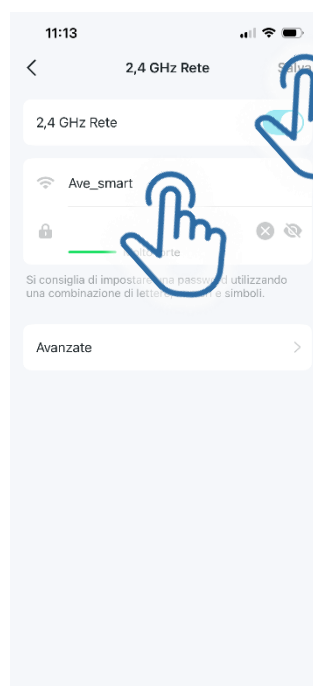 11:13
2,4 GHz Rete
2,4 GHz Rete
Ave_smart
Si consiglia di impostare una password utilizzando
una combinazione di lettere, e simboli.
Avanzate